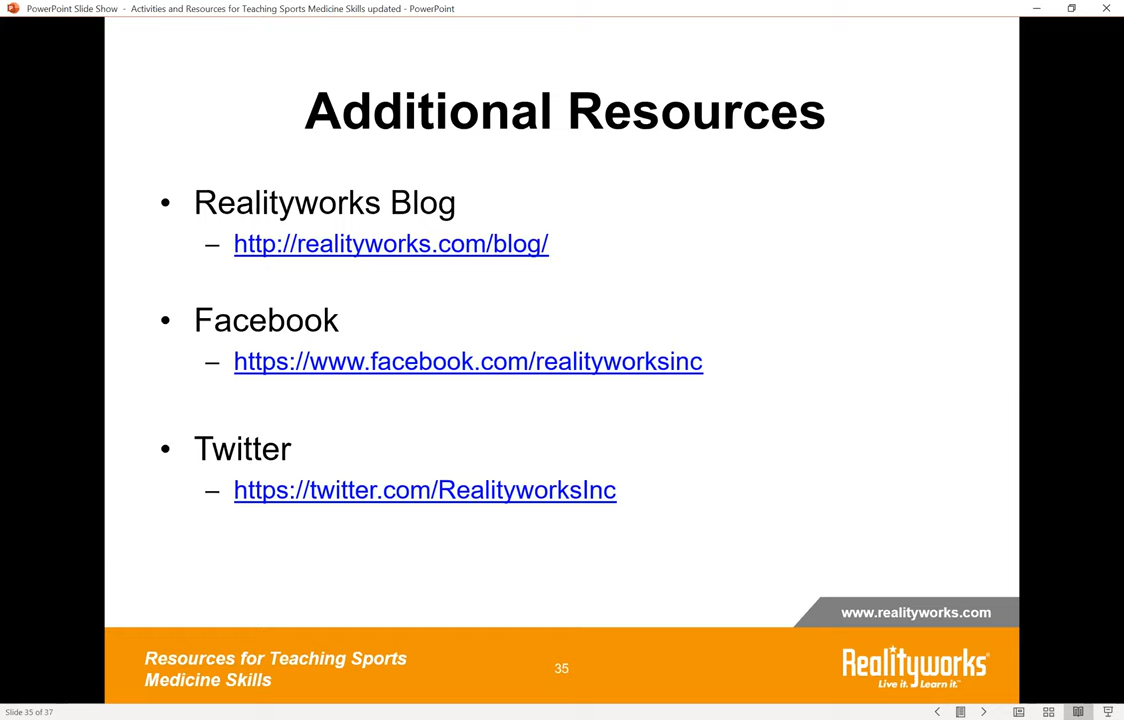 PowerPoint Slide Show - Activities and Resources for Teaching Sports Medicine Skills updated - PowerPoint
Additional Resources
• Realityworks Blog
– http://realityworks.com/blog/
• Facebook
– https://www.facebook.com/realityworksinc
• Twitter
– https://twitter.com/RealityworksInc
www.realityworks.com
Resources for Teaching Sports
Medicine Skills
35
Realityworks
Live it. Learn it.™
Slide 35 of 37